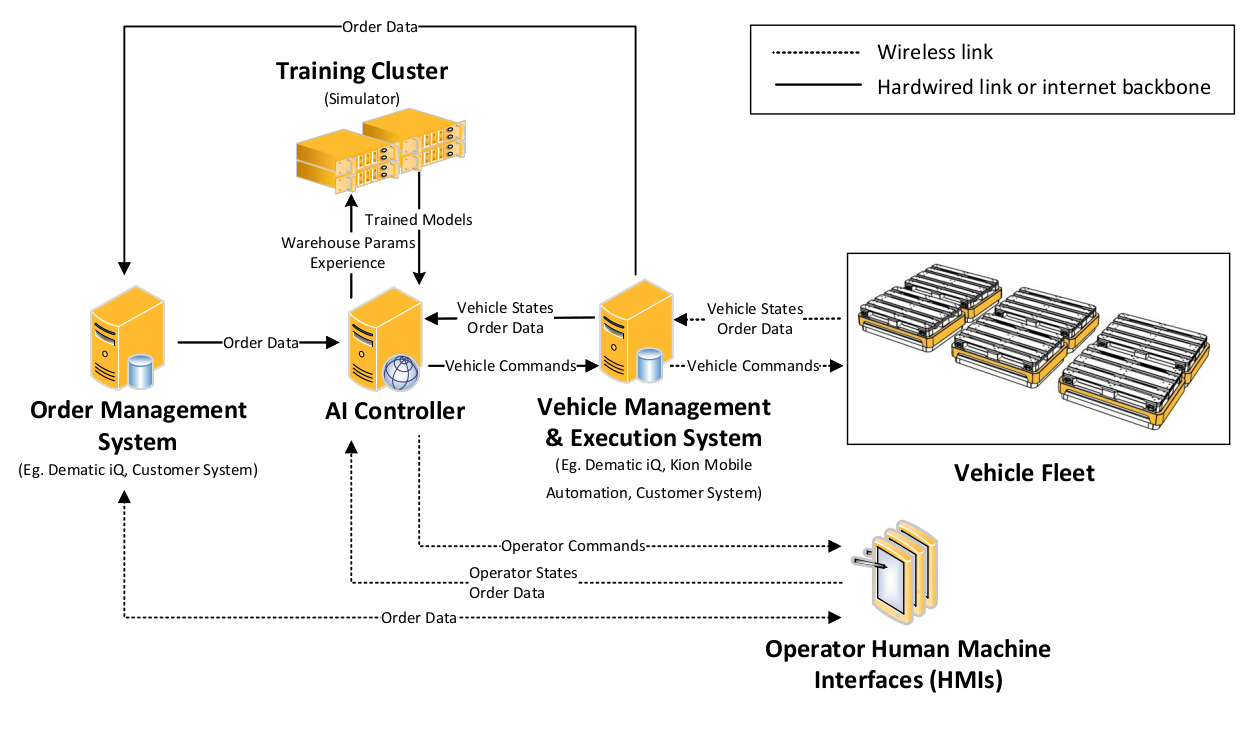 Order Data
Training Cluster
(Simulator)
Wireless link
Hardwired link or internet backbone
Trained Models
Warehouse Params
Experience
Vehicle States
Order Data
Vehicle States
Order Data
Order Data
Vehicle Commands
Vehicle Commands
Order Management
System
(Eg. Dematic iQ, Customer System)
AI Controller
Vehicle Management
& Execution System
(Eg. Dematic iQ, Kion Mobile
Automation, Customer System)
Vehicle Fleet
Operator Commands
Operator States
Order Data
Order Data
Operator Human Machine
Interfaces (HMIs)